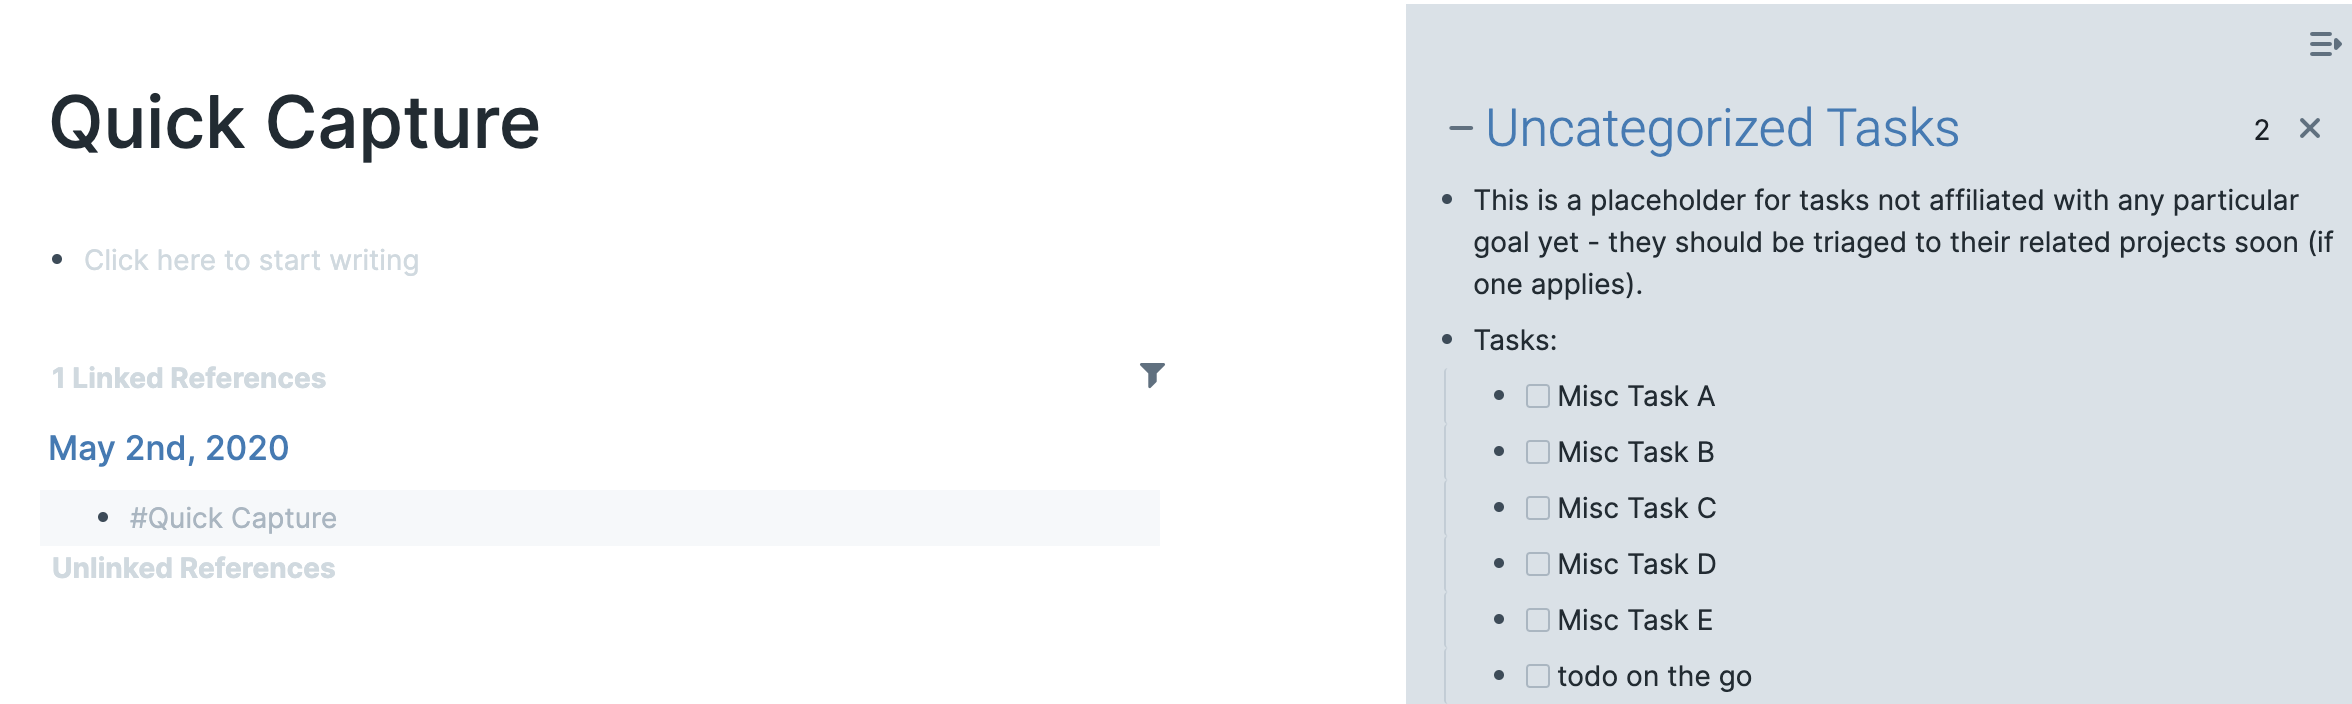 Quick Capture
Click here to start writing
1 Linked References
May 2nd, 2020
#Quick Capture
Unlinked References
Uncategorized Tasks 2
This is a placeholder for tasks not affiliated with any particular
goal yet - they should be triaged to their related projects soon (if
one applies).
Tasks:
Misc Task A
Misc Task B
Misc Task C
Misc Task D
Misc Task E
todo on the go